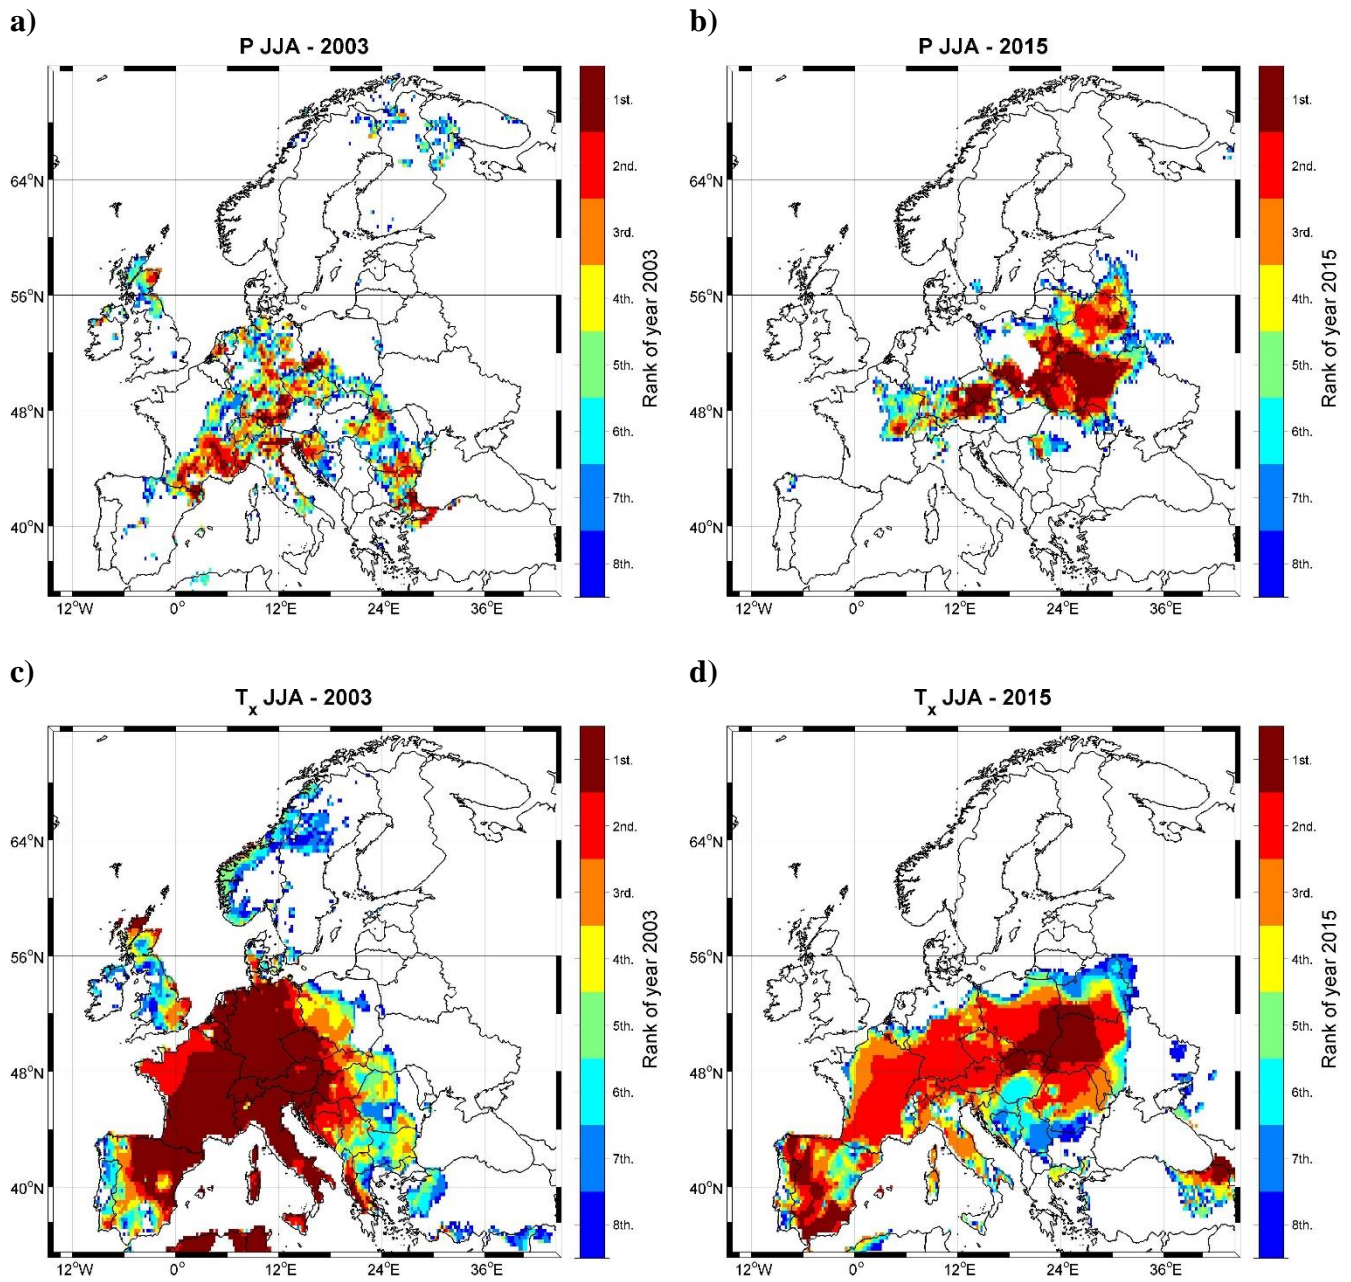 a)
P JJA - 2003
64°N
56°N
48°N
40°N
12°W 0° 12°E 24°E 36°E
1st.
2nd.
3rd.
4th.
5th.
6th.
7th.
8th.
Rank of year 2003
b)
P JJA - 2015
64°N
56°N
48°N
40°N
12°W 0° 12°E 24°E 36°E
1st.
2nd.
3rd.
4th.
5th.
6th.
7th.
8th.
Rank of year 2015
c)
Tx JJA - 2003
64°N
56°N
48°N
40°N
12°W 0° 12°E 24°E 36°E
1st.
2nd.
3rd.
4th.
5th.
6th.
7th.
8th.
Rank of year 2003
d)
Tx JJA - 2015
64°N
56°N
48°N
40°N
12°W 0° 12°E 24°E 36°E
1st.
2nd.
3rd.
4th.
5th.
6th.
7th.
8th.
Rank of year 2015